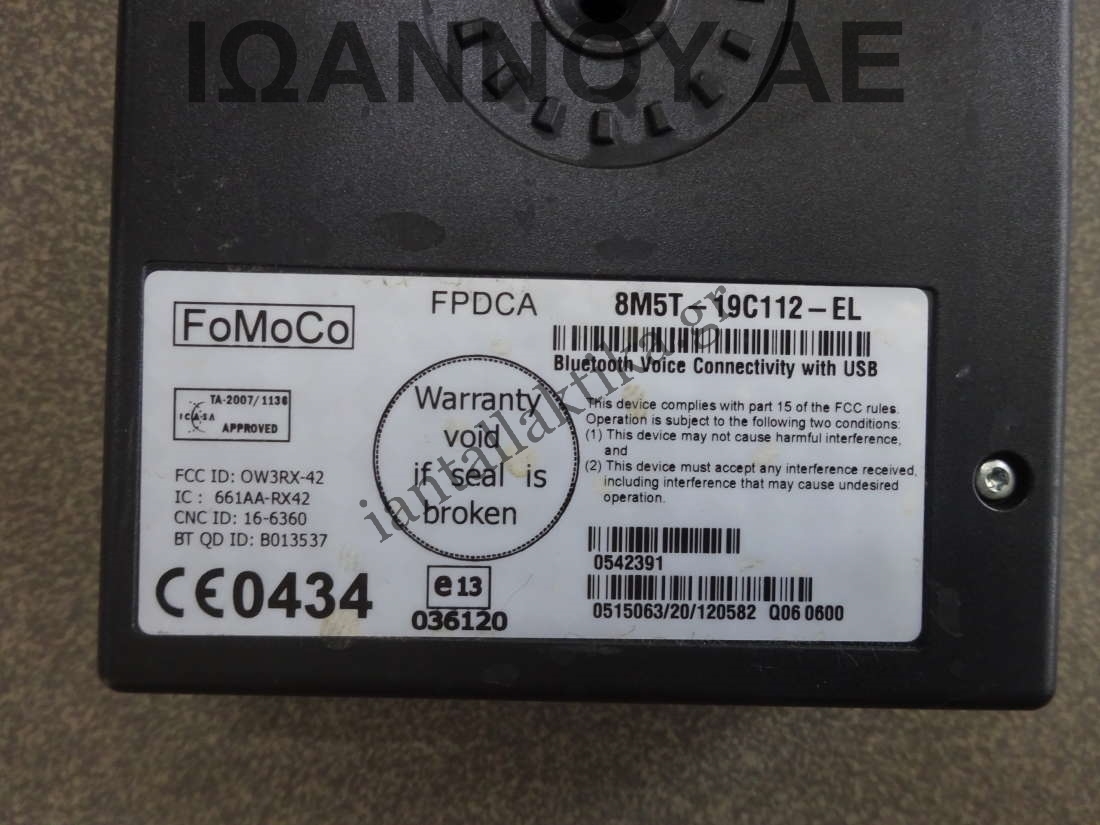 ΙΩΑΝΝΟΥ ΑΕ
FoMoCo
FPDCA
8M5T-19C112-EL
Bluetooth Voice Connectivity with USB
TA-2007/1136
ICASA
APPROVED
Warranty
void
if seal is
broken
This device complies with part 15 of the FCC rules.
Operation is subject to the following two conditions:
(1) This device may not cause harmful interference,
and
(2) This device must accept any interference received,
including interference that may cause undesired
operation.
FCC ID: OW3RX-42
IC : 661AA-RX42
CNC ID: 16-6360
BT QD ID: B013537
CE0434
e13
036120
0542391
0515063/20/120582 Q06 0600
iantallaktika.gr